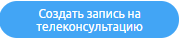 Создать запись на
телеконсультацию